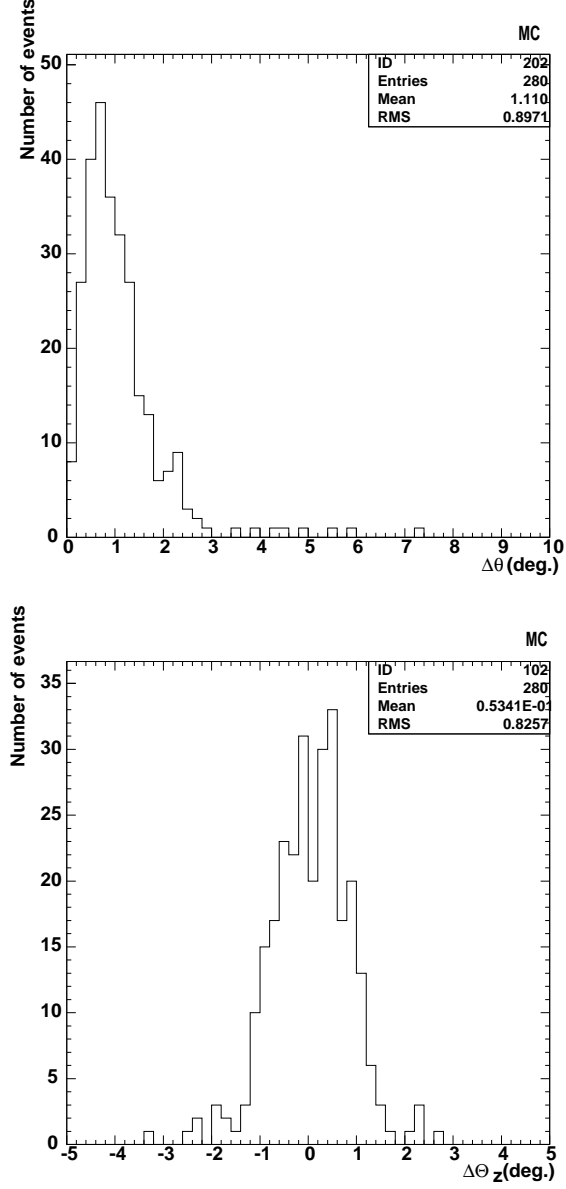 MC
Number of events
ID 202
Entries 280
Mean 1.110
RMS 0.8971
50
40
30
20
10
0
0 1 2 3 4 5 6 7 8 9 10
Δθ (deg.)
MC
Number of events
ID 102
Entries 280
Mean 0.5341E-01
RMS 0.8257
35
30
25
20
15
10
5
0
-5 -4 -3 -2 -1 0 1 2 3 4 5
ΔΘ z(deg.)